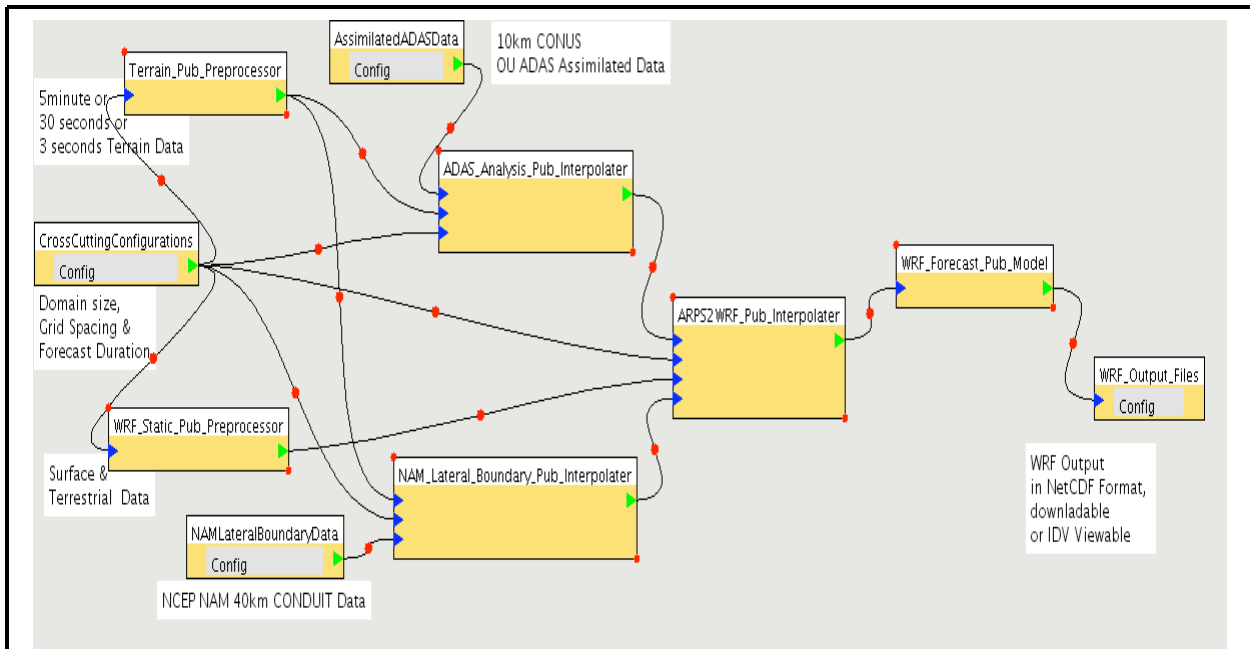 AssimilatedADASData
Config
10km CONUS
OU ADAS Assimilated Data
Terrain_Pub_Preprocessor
5minute or
30 seconds or
3 seconds Terrain Data
ADAS_Analysis_Pub_Interpolater
CrossCuttingConfigurations
Config
Domain size,
Grid Spacing &
Forecast Duration
WRF_Forecast_Pub_Model
ARPS2WRF_Pub_Interpolater
WRF_Output_Files
Config
WRF_Static_Pub_Preprocessor
Surface &
Terrestrial Data
NAM_Lateral_Boundary_Pub_Interpolater
WRF Output
in NetCDF Format,
downladable
or IDV Viewable
NAMLateralBoundaryData
Config
NCEP NAM 40km CONDUIT Data